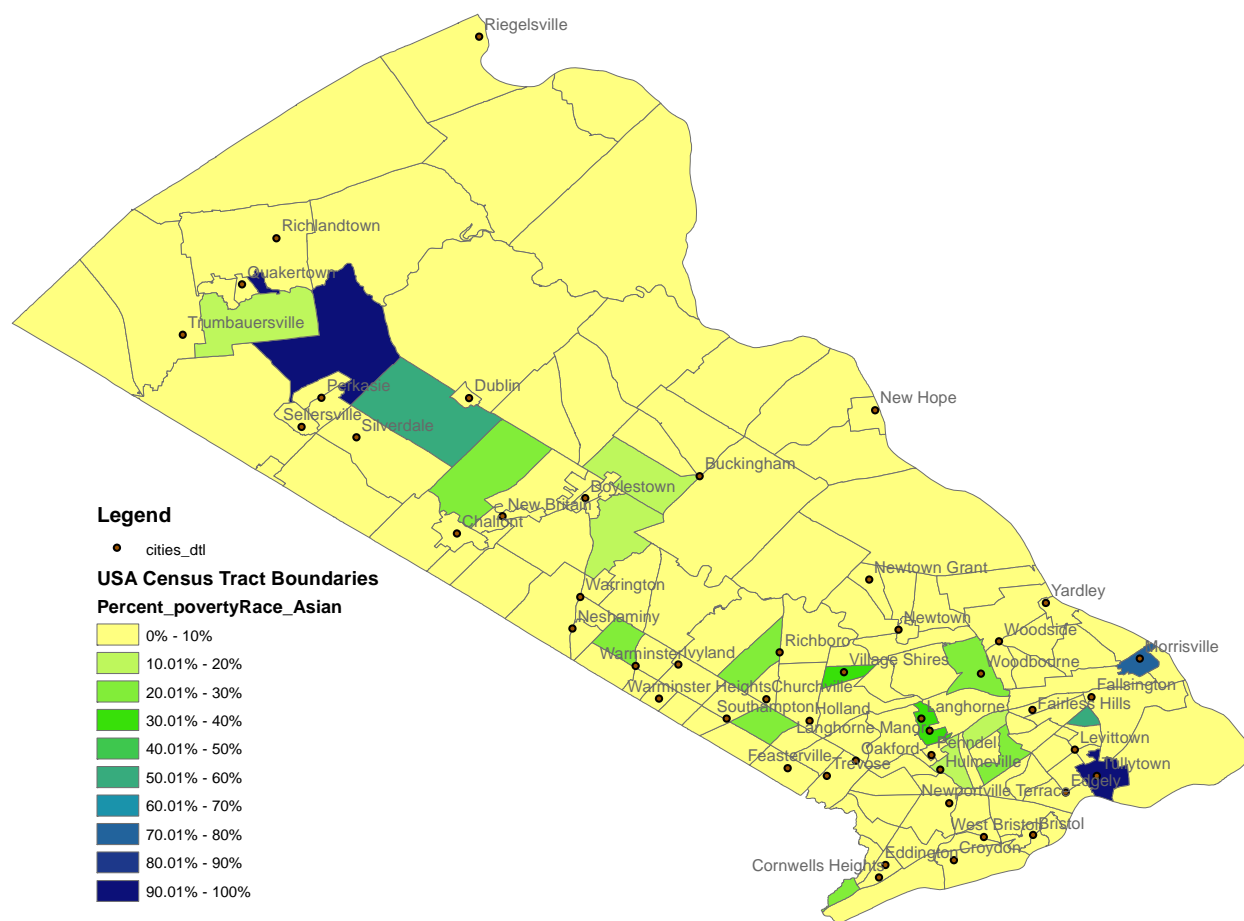 Riegelsville
Richlandtown
Quakertown
Trumbauersville
Perkasie
Dublin
Sellersville
Silverdale
New Hope
Buckingham
Doylestown
New Britain
Chalfont
Legend
cities_dtl
USA Census Tract Boundaries
Percent_povertyRace_Asian
0% - 10%
10.01% - 20%
20.01% - 30%
30.01% - 40%
40.01% - 50%
50.01% - 60%
60.01% - 70%
70.01% - 80%
80.01% - 90%
90.01% - 100%
Warrington
Neshaminy
Newtown Grant
Yardley
Newtown
Woodside
Richboro
Morrisville
Warminster
Ivyland
Village Shires
Woodbourne
Fallsington
Warminster Heights
Churchville
Fairless Hills
Southampton
Holland
Langhorne
Langhorne Manor
Levittown
Feasterville
Trevose
Oakford
Penndel
Hulmeville
Tullytown
Edgely
Newportville Terrace
West Bristol
Bristol
Cornwells Heights
Eddington
Croydon